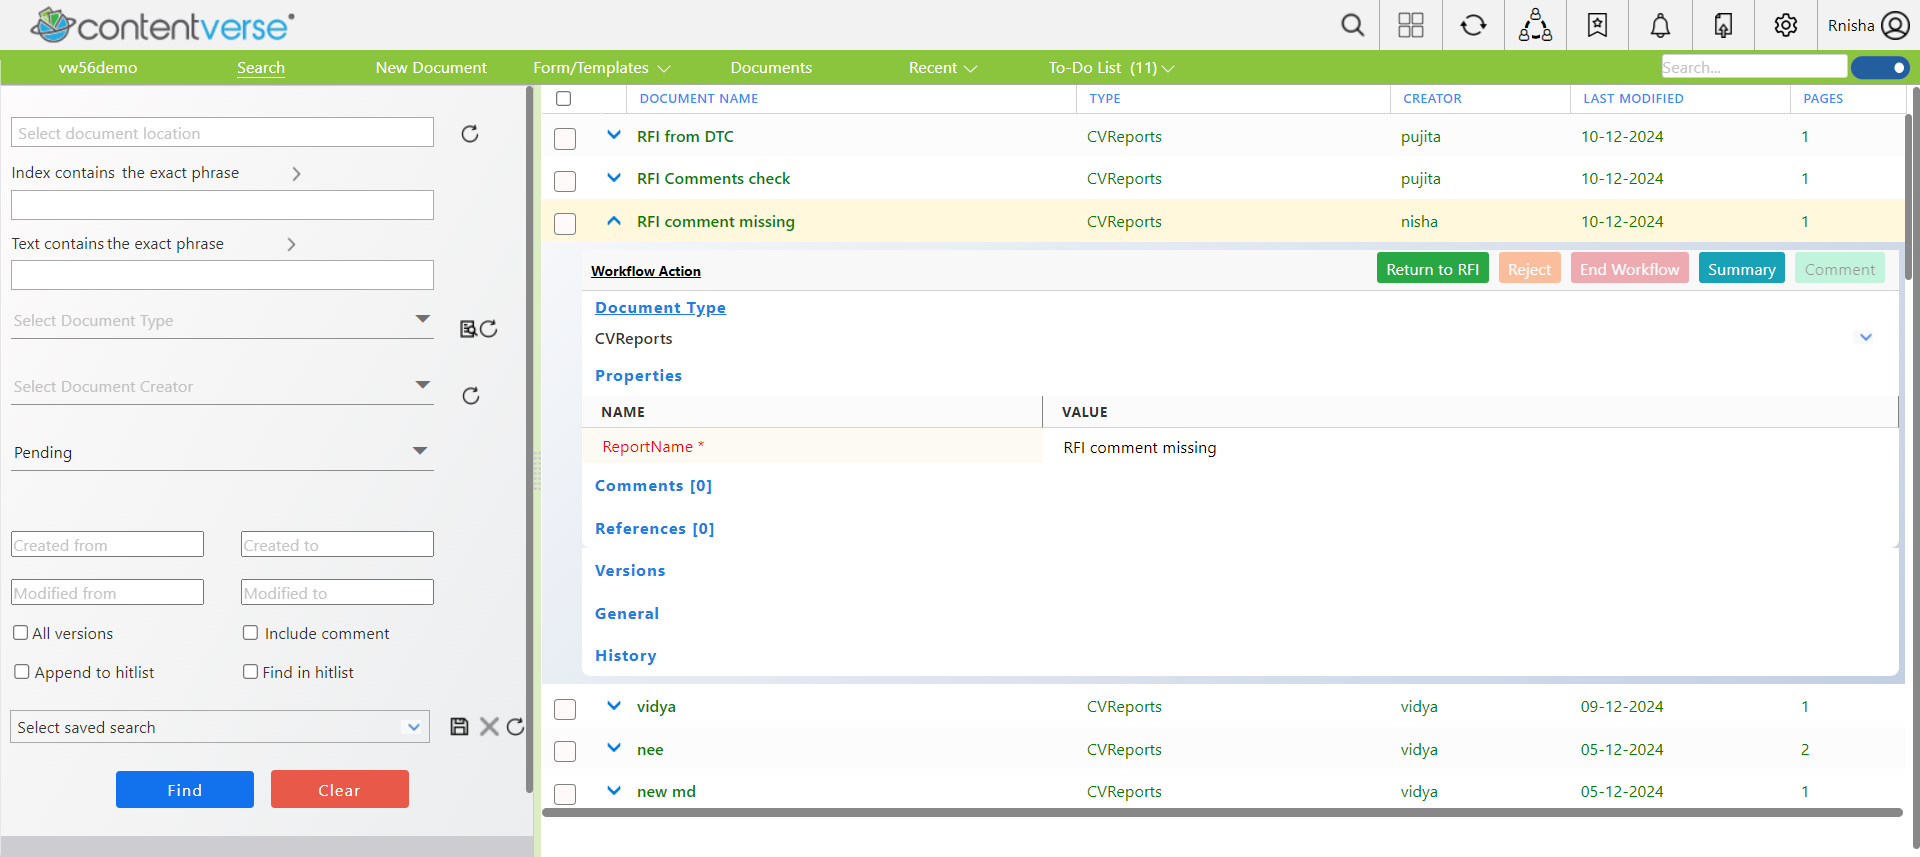 contentverse
Rnisha
vw56demo Search New Document Form/Templates Documents Recent To-Do List (11) Search...
Select document location
Index contains the exact phrase
Text contains the exact phrase
Select Document Type
Select Document Creator
Pending
Created from Created to
Modified from Modified to
All versions Include comment
Append to hitlist Find in hitlist
Select saved search
Find Clear
DOCUMENT NAME TYPE CREATOR LAST MODIFIED PAGES
RFI from DTC CVReports pujita 10-12-2024 1
RFI Comments check CVReports pujita 10-12-2024 1
RFI comment missing CVReports nisha 10-12-2024 1
Workflow Action Return to RFI Reject End Workflow Summary Comment
Document Type
CVReports
Properties
NAME VALUE
ReportName * RFI comment missing
Comments [0]
References [0]
Versions
General
History
vidya CVReports vidya 09-12-2024 1
nee CVReports vidya 05-12-2024 2
new md CVReports vidya 05-12-2024 1